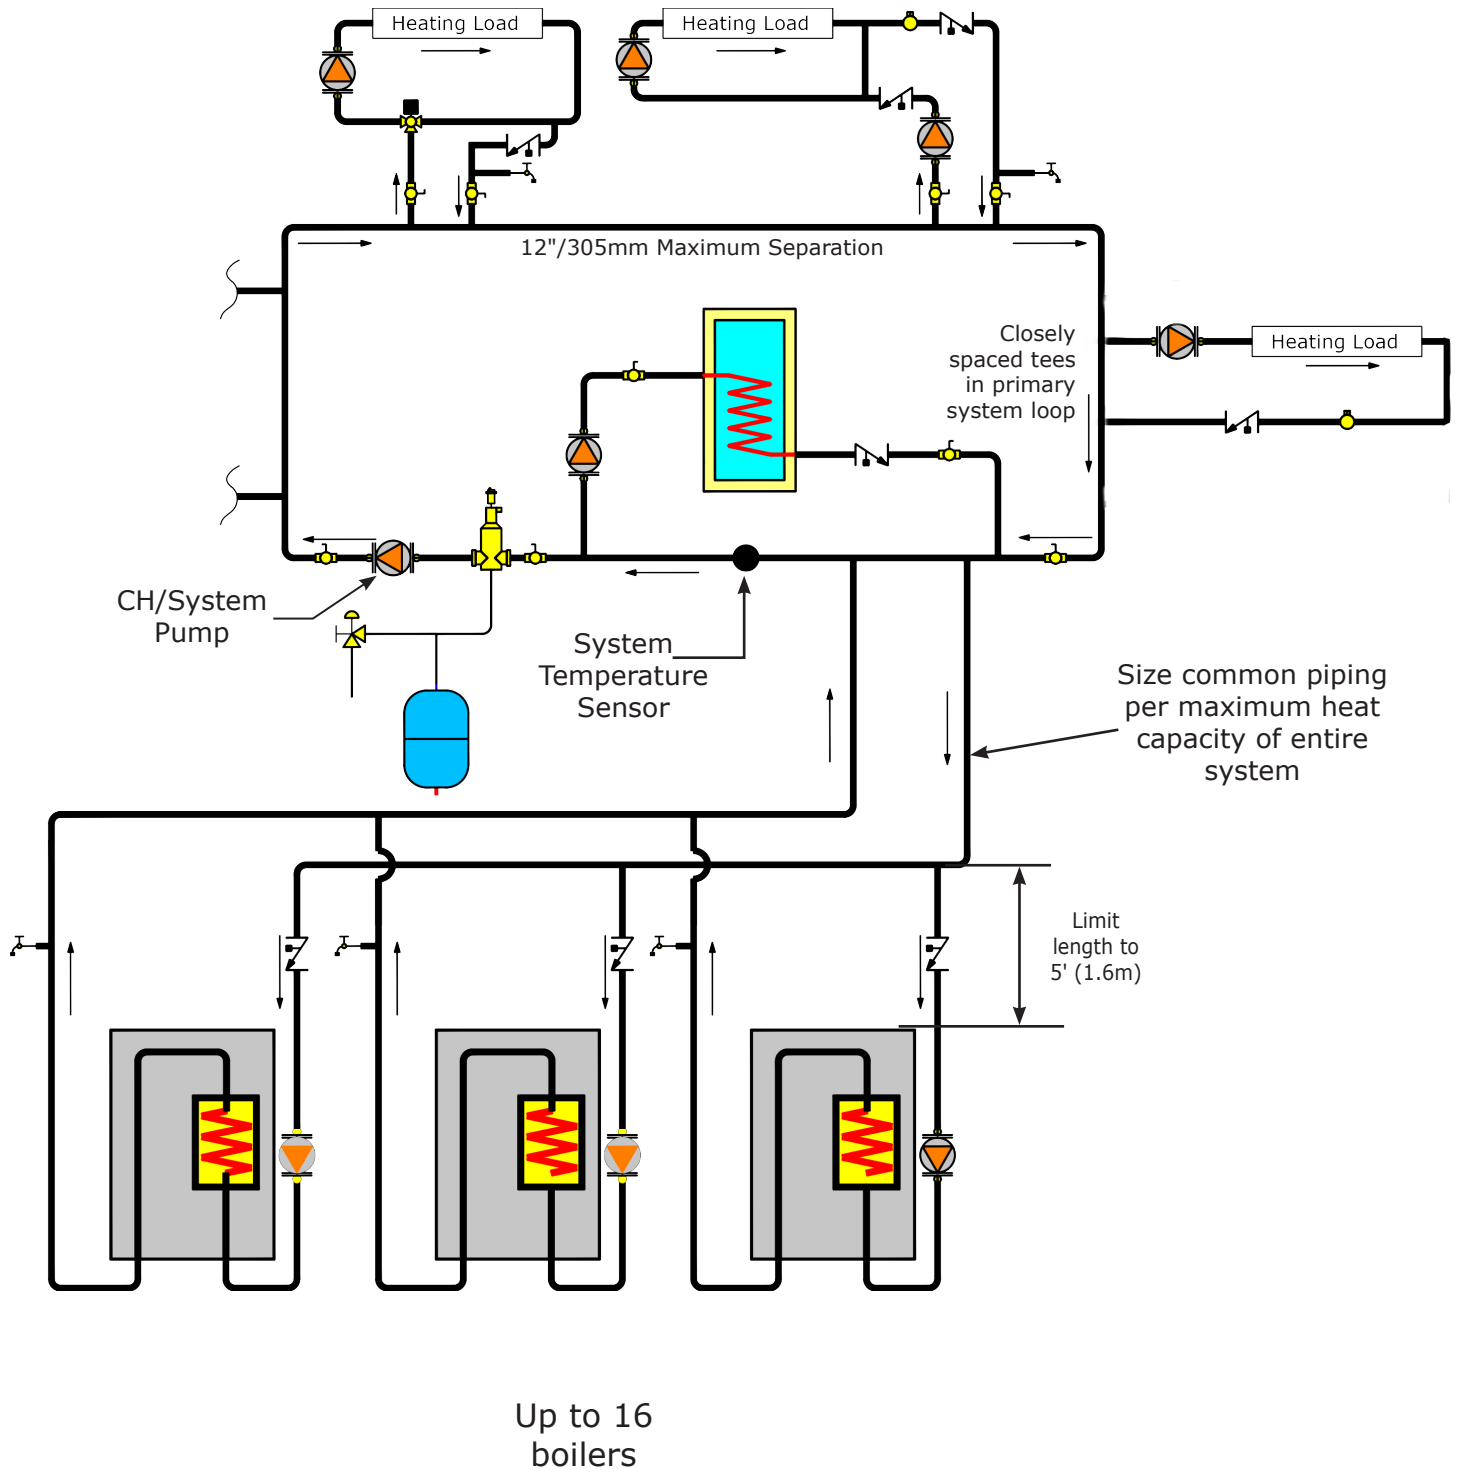 Heating Load
Heating Load
12"/305mm Maximum Separation
Closely
spaced tees
in primary
system loop
Heating Load
CH/System
Pump
System
Temperature
Sensor
Size common piping
per maximum heat
capacity of entire
system
Limit
length to
5' (1.6m)
Up to 16
boilers